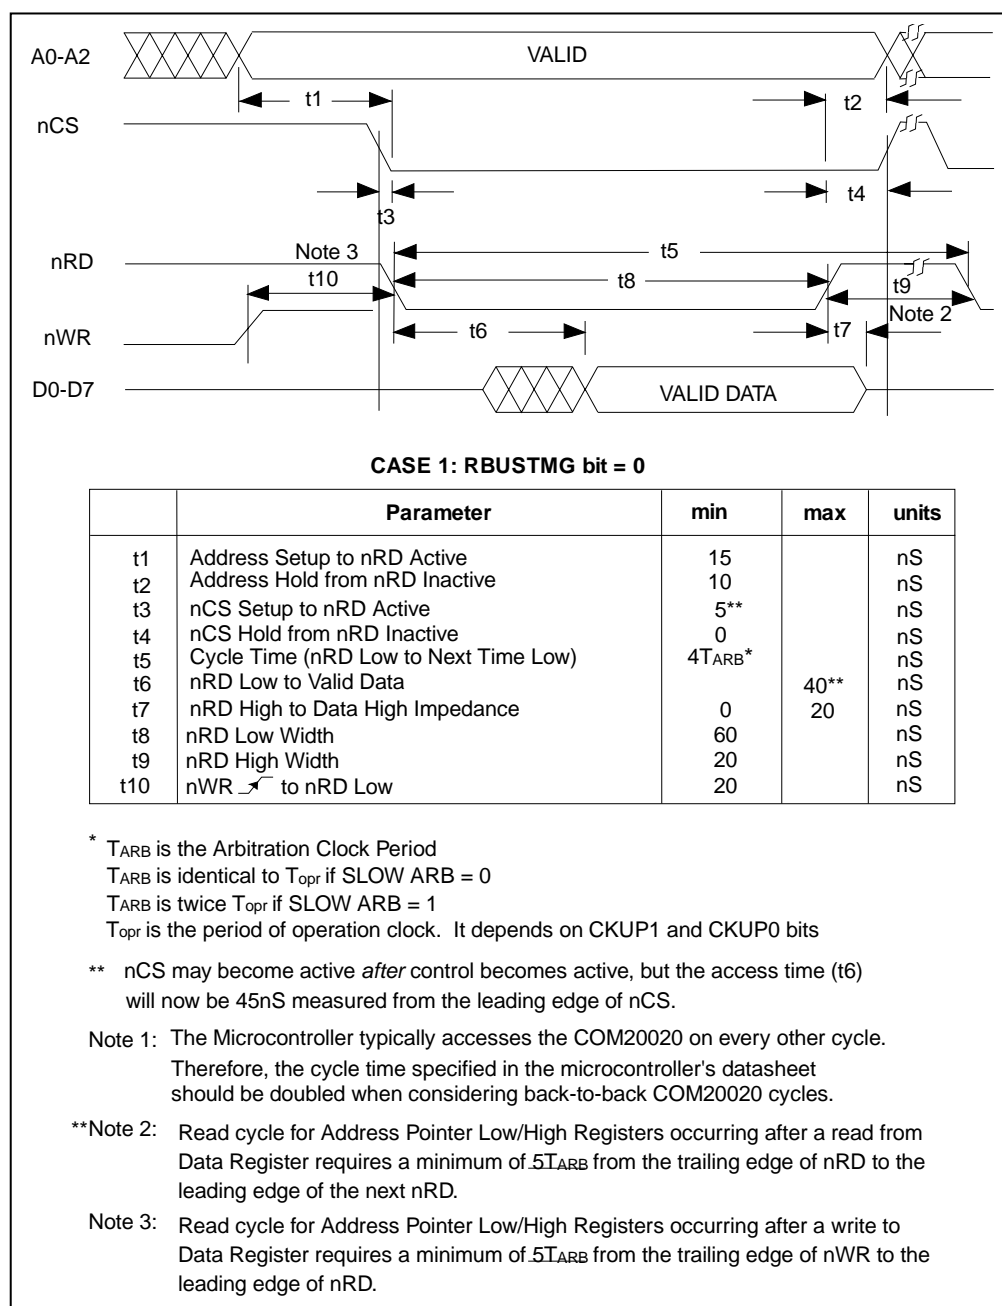 A0-A2
VALID
t1
t2
nCS
t3
t4
nRD
Note 3
t5
t10
t8
t9
nWR
t6
t7
Note 2
D0-D7
VALID DATA
CASE 1: RBUSTMG bit = 0
Parameter min max units
t1 Address Setup to nRD Active 15 nS
t2 Address Hold from nRD Inactive 10 nS
t3 nCS Setup to nRD Active 5** nS
t4 nCS Hold from nRD Inactive 0 nS
t5 Cycle Time (nRD Low to Next Time Low) 4TARB* nS
t6 nRD Low to Valid Data 40** nS
t7 nRD High to Data High Impedance 0 20 nS
t8 nRD Low Width 60 nS
t9 nRD High Width 20 nS
t10 nWR to nRD Low 20 nS
* TARB is the Arbitration Clock Period
TARB is identical to Topr if SLOW ARB = 0
TARB is twice Topr if SLOW ARB = 1
Topr is the period of operation clock. It depends on CKUP1 and CKUP0 bits
** nCS may become active after control becomes active, but the access time (t6)
will now be 45nS measured from the leading edge of nCS.
Note 1: The Microcontroller typically accesses the COM20020 on every other cycle.
Therefore, the cycle time specified in the microcontroller's datasheet
should be doubled when considering back-to-back COM20020 cycles.
**Note 2: Read cycle for Address Pointer Low/High Registers occurring after a read from
Data Register requires a minimum of 5TARB from the trailing edge of nRD to the
leading edge of the next nRD.
Note 3: Read cycle for Address Pointer Low/High Registers occurring after a write to
Data Register requires a minimum of 5TARB from the trailing edge of nWR to the
leading edge of nRD.